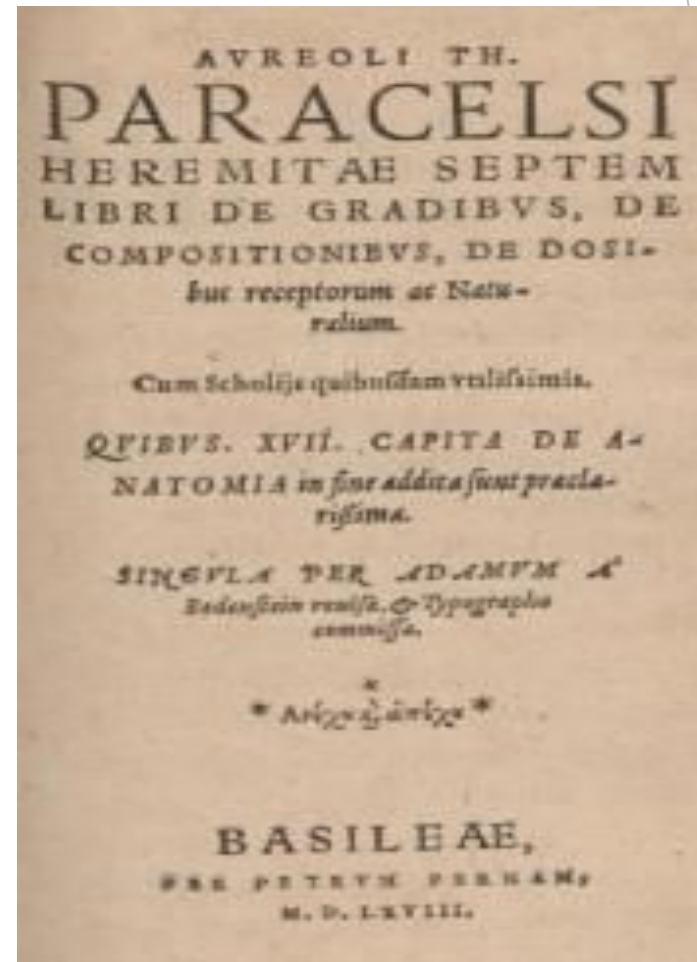 AVREOLI TH.
PARACELSI
HEREMITAE SEPTEM
LIBRI DE GRADIBVS, DE
COMPOSITIONIBVS, DE DOSI-
bus receptorum ac Natu-
ralium.
Cum Scholijs quibusdam vtilissimis.
QVIBVS. XVII. CAPITA DE A-
NATOMIA in fine addita sunt præcla-
rissima.
SINGVLA PER ADAMVM A
Bodenstein reuisa, & Typographo
commissa.
*
* Ἀνέχου *
BASILEAE,
PER PETRVM PERNAM,
M. D. LXVIII.